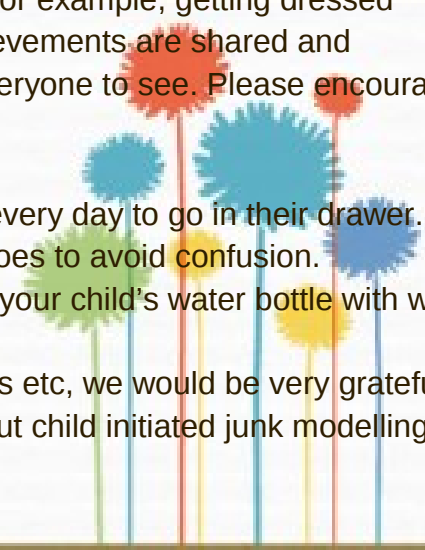 or example, getting dressed
evements are shared and
eryone to see. Please encoura
every day to go in their drawer.
oes to avoid confusion.
your child's water bottle with w
s etc, we would be very gratefu
ut child initiated junk modelling